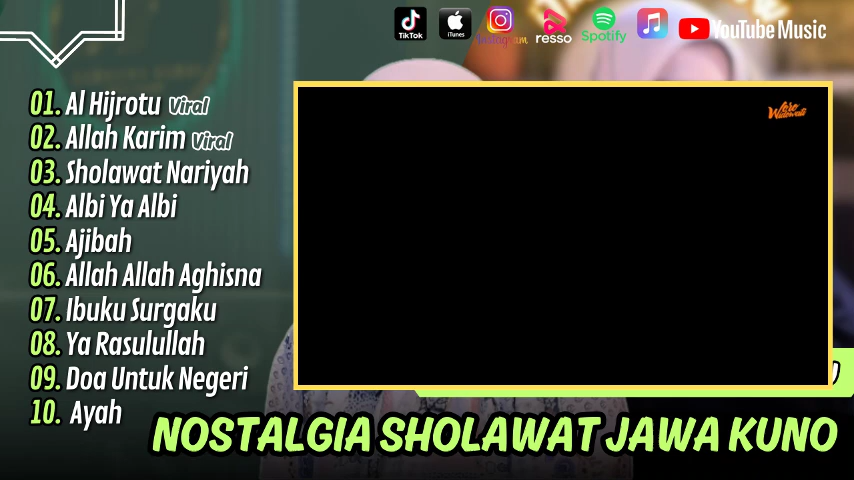 TikTok
iTunes
Instagram
resso
Spotify
YouTube Music
01. Al Hijrotu Viral
02. Allah Karim Viral
03. Sholawat Nariyah
04. Albi Ya Albi
05. Ajibah
06. Allah Allah Aghisna
07. Ibuku Surgaku
08. Ya Rasulullah
09. Doa Untuk Negeri
10. Ayah
Woro
Widowati
NOSTALGIA SHOLAWAT JAWA KUNO